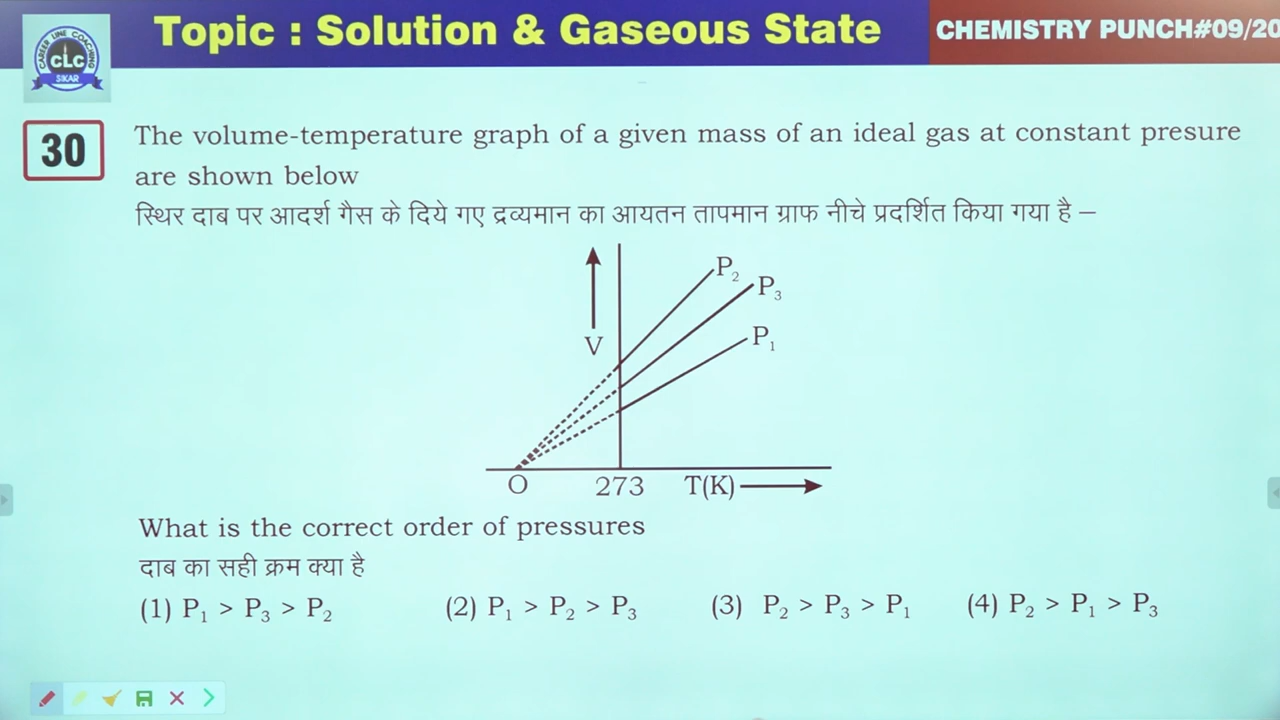 Topic : Solution & Gaseous State
CHEMISTRY PUNCH#09/20
CAREER LINE COACHING
CLC
SIKAR
30
The volume-temperature graph of a given mass of an ideal gas at constant presure
are shown below
स्थिर दाब पर आदर्श गैस के दिये गए द्रव्यमान का आयतन तापमान ग्राफ नीचे प्रदर्शित किया गया है –
P₂
P₃
V
P₁
O 273 T(K)
What is the correct order of pressures
दाब का सही क्रम क्या है
(1) P₁ > P₃ > P₂ (2) P₁ > P₂ > P₃ (3) P₂ > P₃ > P₁ (4) P₂ > P₁ > P₃